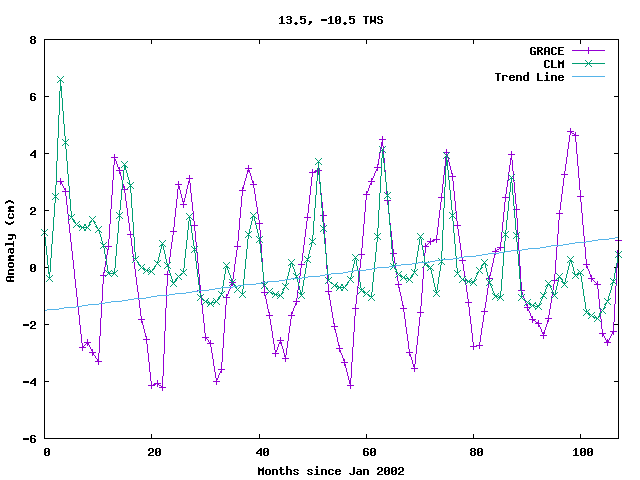 13.5, -10.5 TWS
GRACE
CLM
Trend Line
8
6
4
2
0
-2
-4
-6
Anomaly (cm)
0 20 40 60 80 100
Months since Jan 2002